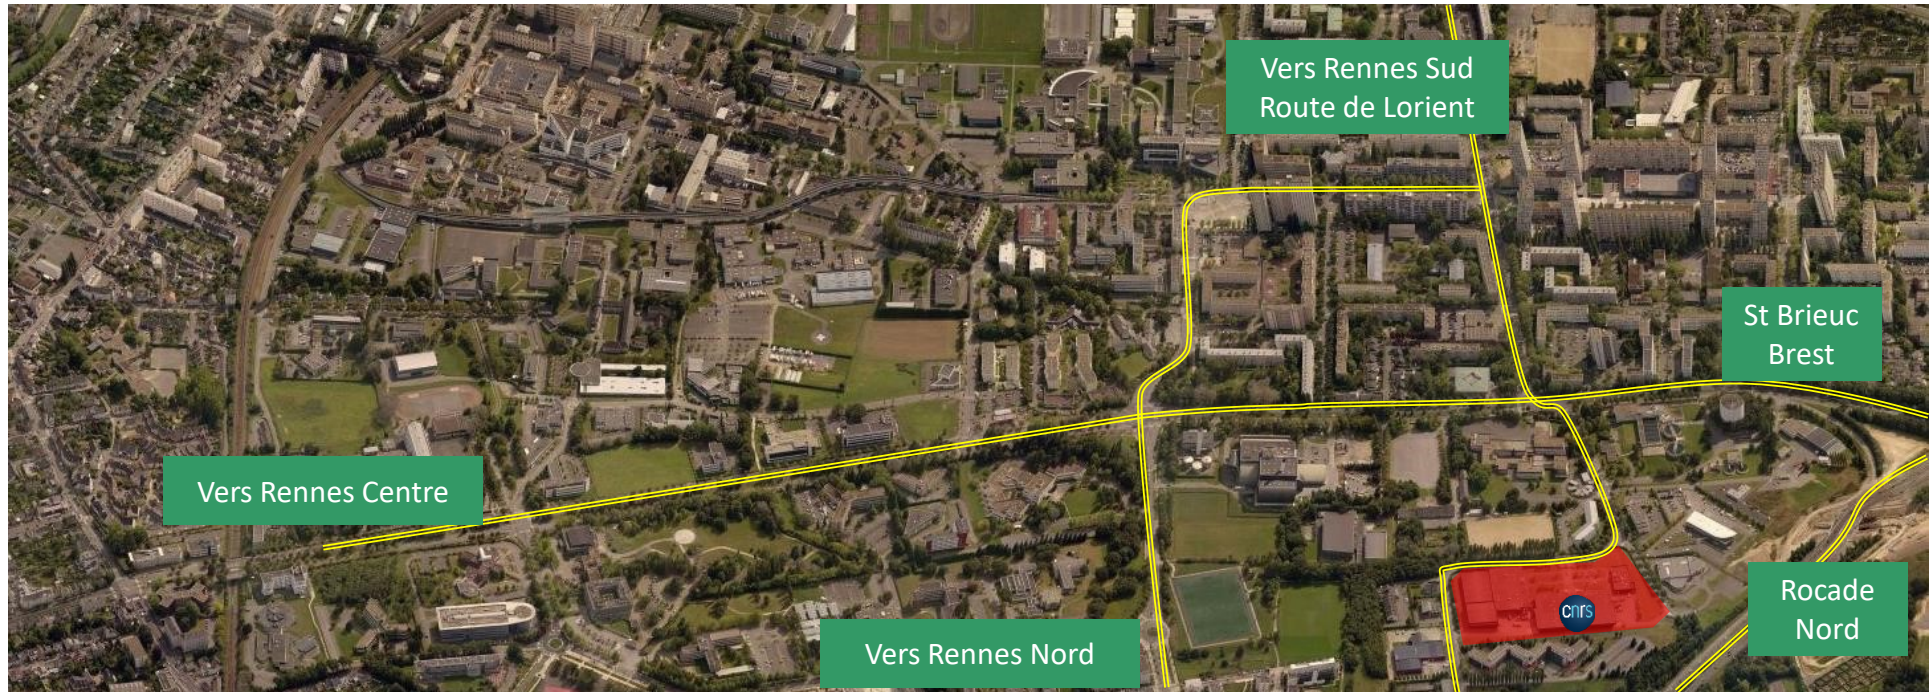 Vers Rennes Sud
Route de Lorient
St Brieuc
Brest
Vers Rennes Centre
Rocade
Nord
cnrs
Vers Rennes Nord